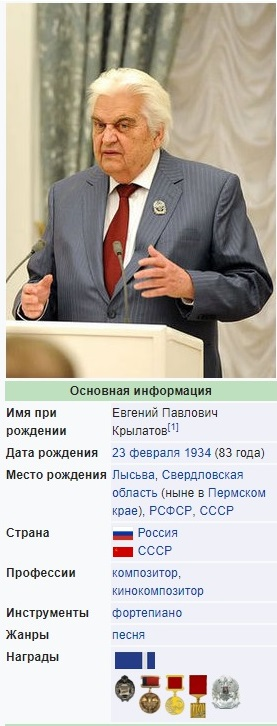 Основная информация
Имя при Евгений Павлович
рождении Крылатов[1]
Дата рождения 23 февраля 1934 (83 года)
Место рождения Лысьва, Свердловская
область (ныне в Пермском
крае), РСФСР, СССР
Страна Россия
СССР
Профессии композитор,
кинокомпозитор
Инструменты фортепиано
Жанры песня
Награды